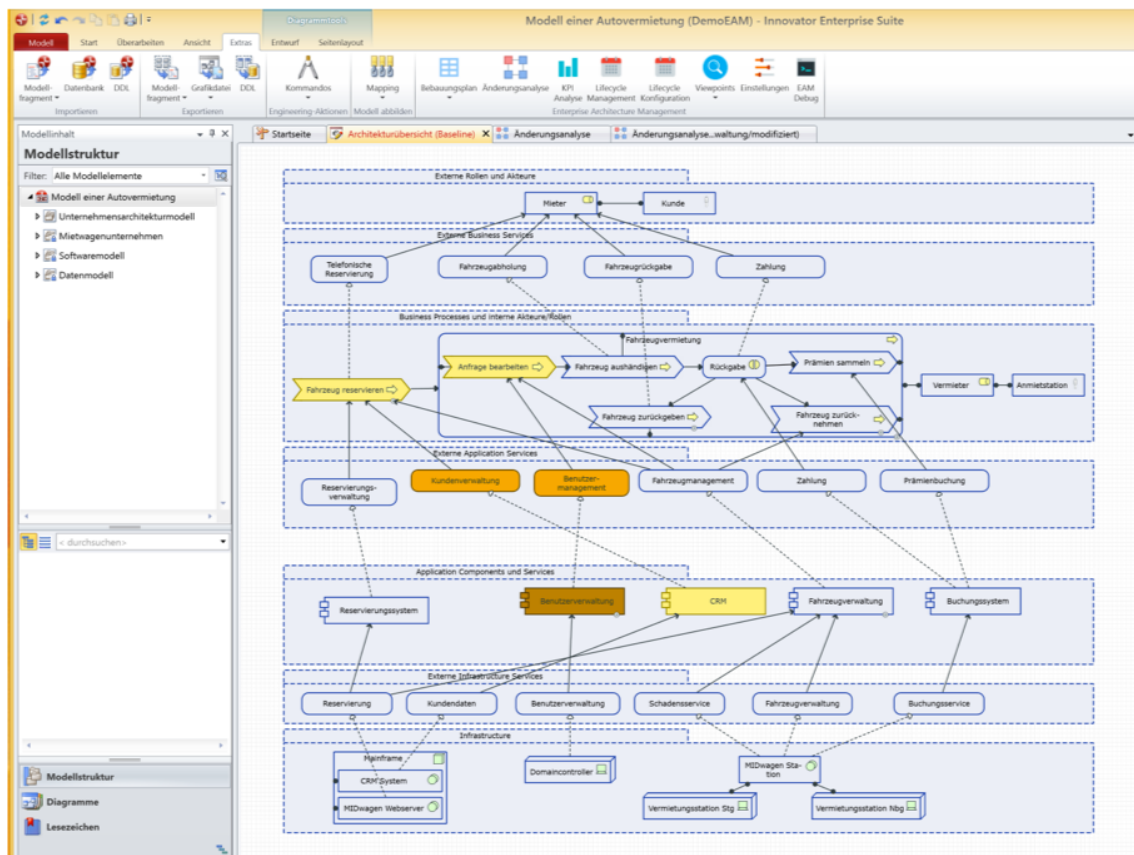 Diagrammtools
Modell einer Autovermietung (DemoEAM) - Innovator Enterprise Suite
Modell
Start
Überarbeiten
Ansicht
Extras
Entwurf
Seitenlayout
Modell-
fragment
Datenbank
DDL
Modell-
fragment
Grafikdatei
DDL
Kommandos
Mapping
Bebauungsplan
Änderungsanalyse
KPI
Analyse
Lifecycle
Management
Lifecycle
Konfiguration
Viewpoints
Einstellungen
EAM
Debug
Importieren
Exportieren
Engineering-Aktionen
Modell abbilden
Enterprise Architecture Management
Modellinhalt
Startseite
Architekturübersicht (Baseline)
Änderungsanalyse
Änderungsanalyse...waltung/modifiziert)
Modellstruktur
Filter: Alle Modellelemente
Modell einer Autovermietung
Unternehmensarchitekturmodell
Mietwagenunternehmen
Softwaremodell
Datenmodell
< durchsuchen>
Modellstruktur
Diagramme
Lesezeichen
Externe Rollen und Akteure
Mieter
Kunde
Externe Business Services
Telefonische
Reservierung
Fahrzeugabholung
Fahrzeugrückgabe
Zahlung
Business Processes und interne Akteure/Rollen
Fahrzeugvermietung
Fahrzeug reservieren
Anfrage bearbeiten
Fahrzeug aushändigen
Rückgabe
Prämien sammeln
Vermieter
Anmietstation
Fahrzeug zurückgeben
Fahrzeug zurück-
nehmen
Externe Application Services
Reservierungs-
verwaltung
Kundenverwaltung
Benutzer-
management
Fahrzeugmanagement
Zahlung
Prämienbuchung
Application Components und Services
Reservierungssystem
Benutzerverwaltung
CRM
Fahrzeugverwaltung
Buchungssystem
Externe Infrastructure Services
Reservierung
Kundendaten
Benutzerverwaltung
Schadensservice
Fahrzeugverwaltung
Buchungsservice
Infrastructure
Mainframe
CRM System
MIDwagen Webserver
Domaincontroller
MIDwagen Sta-
tion
Vermietungsstation Stg
Vermietungsstation Nbg